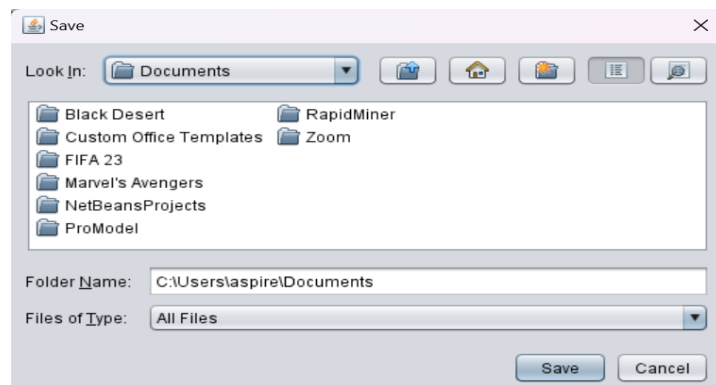 Save
Look In: Documents
Black Desert RapidMiner
Custom Office Templates Zoom
FIFA 23
Marvel's Avengers
NetBeansProjects
ProModel
Folder Name: C:\Users\aspire\Documents
Files of Type: All Files
Save Cancel